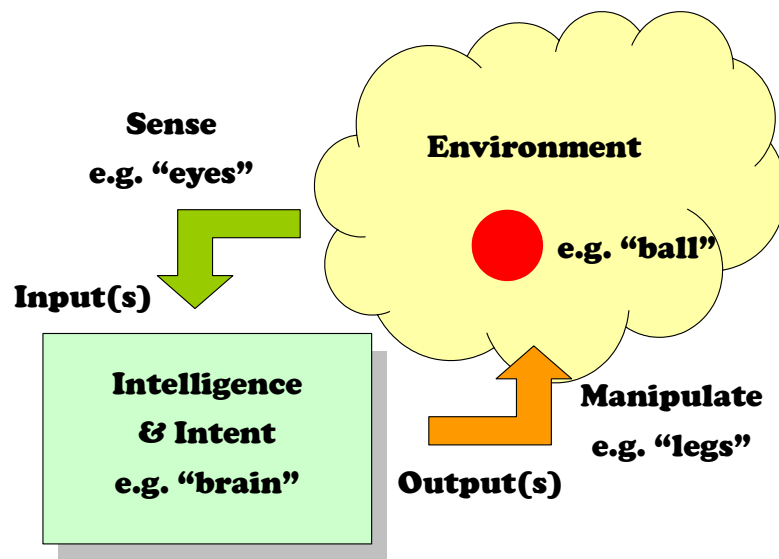 Sense
e.g. “eyes”
Environment
e.g. “ball”
Input(s)
Intelligence
& Intent
e.g. “brain”
Manipulate
e.g. “legs”
Output(s)